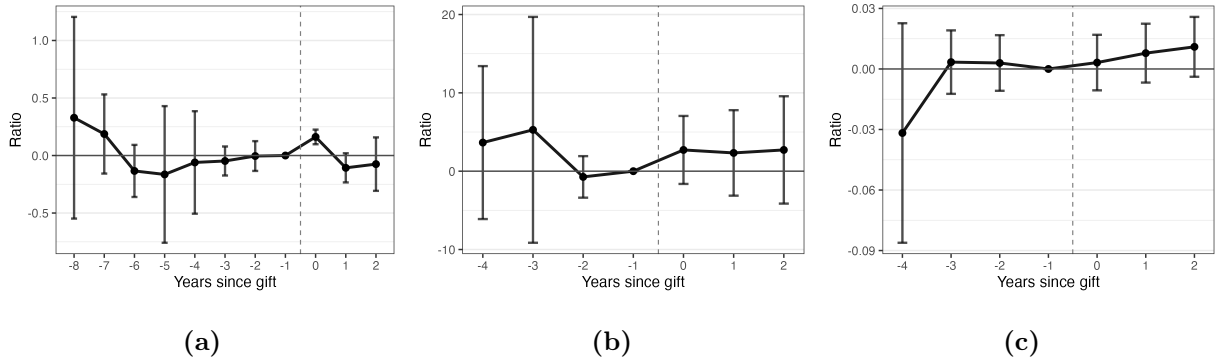 Ratio
1.0
0.5
0.0
-0.5
-8 -7 -6 -5 -4 -3 -2 -1 0 1 2
Years since gift
(a)
Ratio
20
10
0
-10
-4 -3 -2 -1 0 1 2
Years since gift
(b)
Ratio
0.03
0.00
-0.03
-0.06
-0.09
-4 -3 -2 -1 0 1 2
Years since gift
(c)